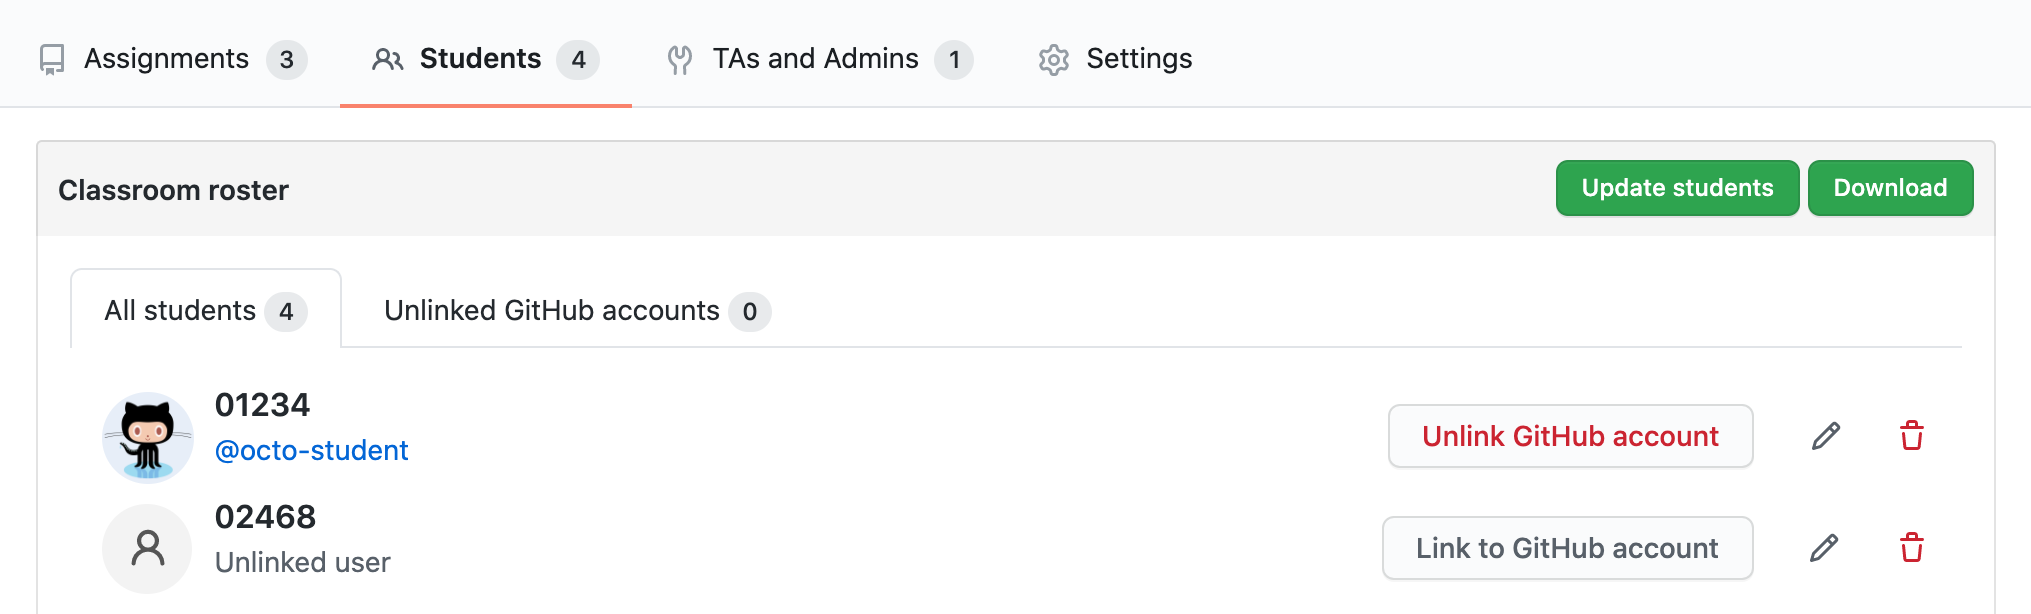 Assignments 3 Students 4 TAs and Admins 1 Settings
Classroom roster Update students Download
All students 4 Unlinked GitHub accounts 0
01234
@octo-student
Unlink GitHub account
02468
Unlinked user
Link to GitHub account